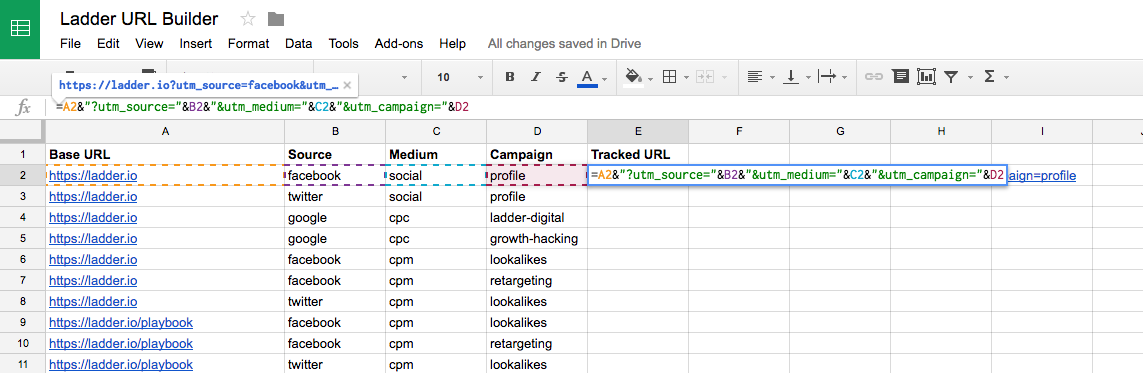 Ladder URL Builder
File Edit View Insert Format Data Tools Add-ons Help All changes saved in Drive
10 B I S A
https://ladder.io?utm_source=facebook&utm_… ×
fx =A2&"?utm_source="&B2&"&utm_medium="&C2&"&utm_campaign="&D2
A B C D E F G H I
1 Base URL Source Medium Campaign Tracked URL
2 https://ladder.io facebook social profile =A2&"?utm_source="&B2&"&utm_medium="&C2&"&utm_campaign="&D2 aign=profile
3 https://ladder.io twitter social profile
4 https://ladder.io google cpc ladder-digital
5 https://ladder.io google cpc growth-hacking
6 https://ladder.io facebook cpm lookalikes
7 https://ladder.io facebook cpm retargeting
8 https://ladder.io twitter cpm lookalikes
9 https://ladder.io/playbook facebook cpm lookalikes
10 https://ladder.io/playbook facebook cpm retargeting
11 https://ladder.io/playbook twitter cpm lookalikes